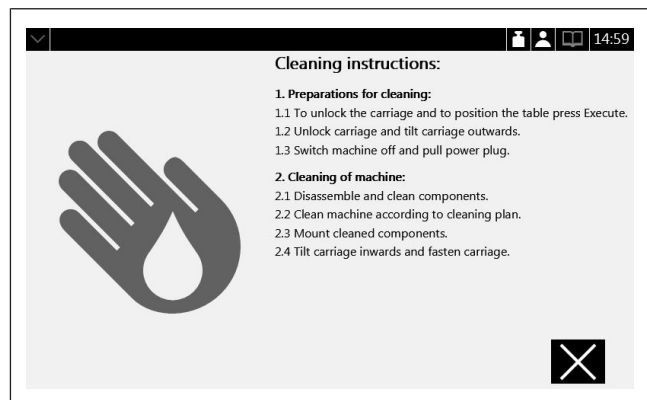 14:59
Cleaning instructions:
1. Preparations for cleaning:
1.1 To unlock the carriage and to position the table press Execute.
1.2 Unlock carriage and tilt carriage outwards.
1.3 Switch machine off and pull power plug.
2. Cleaning of machine:
2.1 Disassemble and clean components.
2.2 Clean machine according to cleaning plan.
2.3 Mount cleaned components.
2.4 Tilt carriage inwards and fasten carriage.